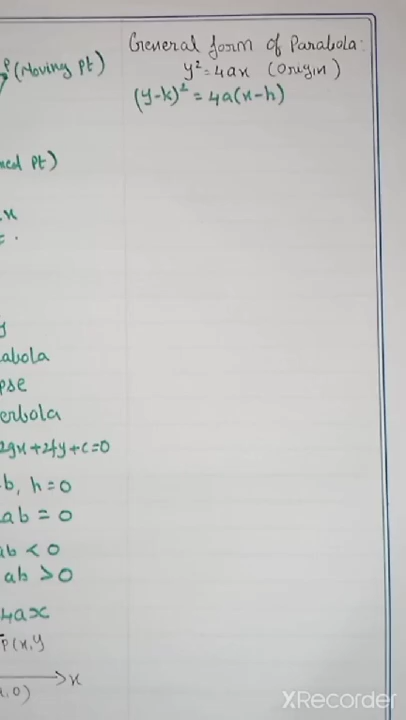 General form of Parabola:
y² = 4ax (Origin)
(y-k)² = 4a(x-h)
P(Moving Pt)
Pt)
x
= .
abola
pse
erbola
2gx+2fy+c=0
b, h=0
ab = 0
ab < 0
ab > 0
4ax
P(x,y
x
,0)
XRecorder